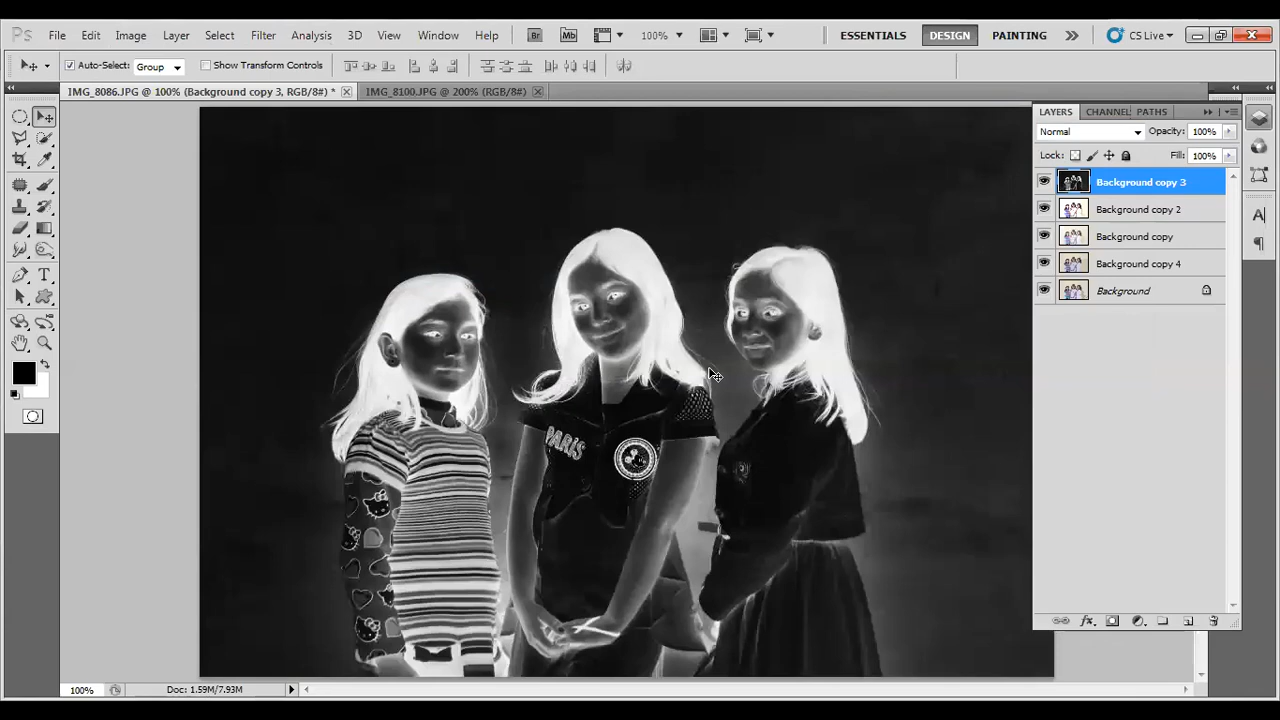 Ps File Edit Image Layer Select Filter Analysis 3D View Window Help Br Mb 100% ESSENTIALS DESIGN PAINTING CS Live
Auto-Select: Group Show Transform Controls
IMG_8086.JPG @ 100% (Background copy 3, RGB/8#) * IMG_8100.JPG @ 200% (RGB/8#)
LAYERS CHANNEL PATHS
Normal Opacity: 100%
Lock: Fill: 100%
Background copy 3
Background copy 2
Background copy
Background copy 4
Background
PARIS
100% Doc: 1.59M/7.93M